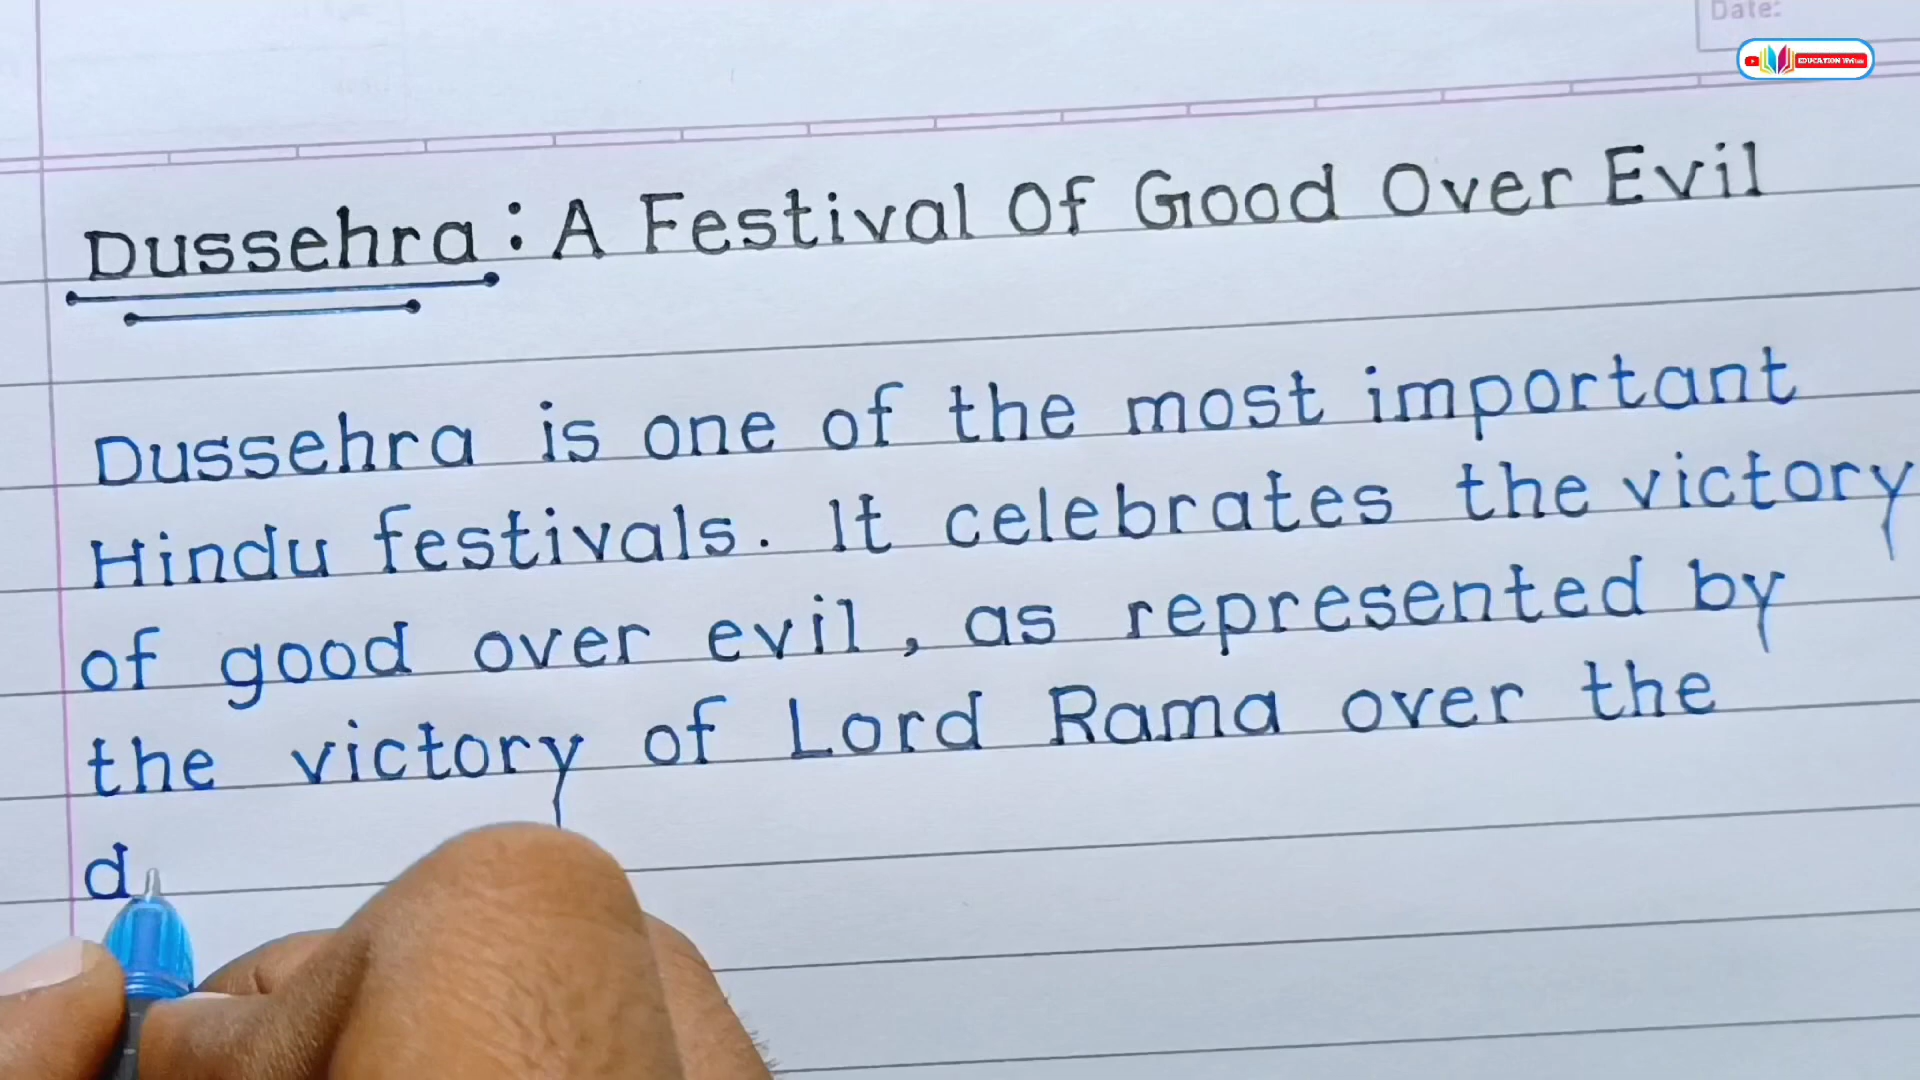 Date:
Dussehra : A Festival Of Good Over Evil
Dussehra is one of the most important
Hindu festivals. It celebrates the victory
of good over evil, as represented by
the victory of Lord Rama over the
d